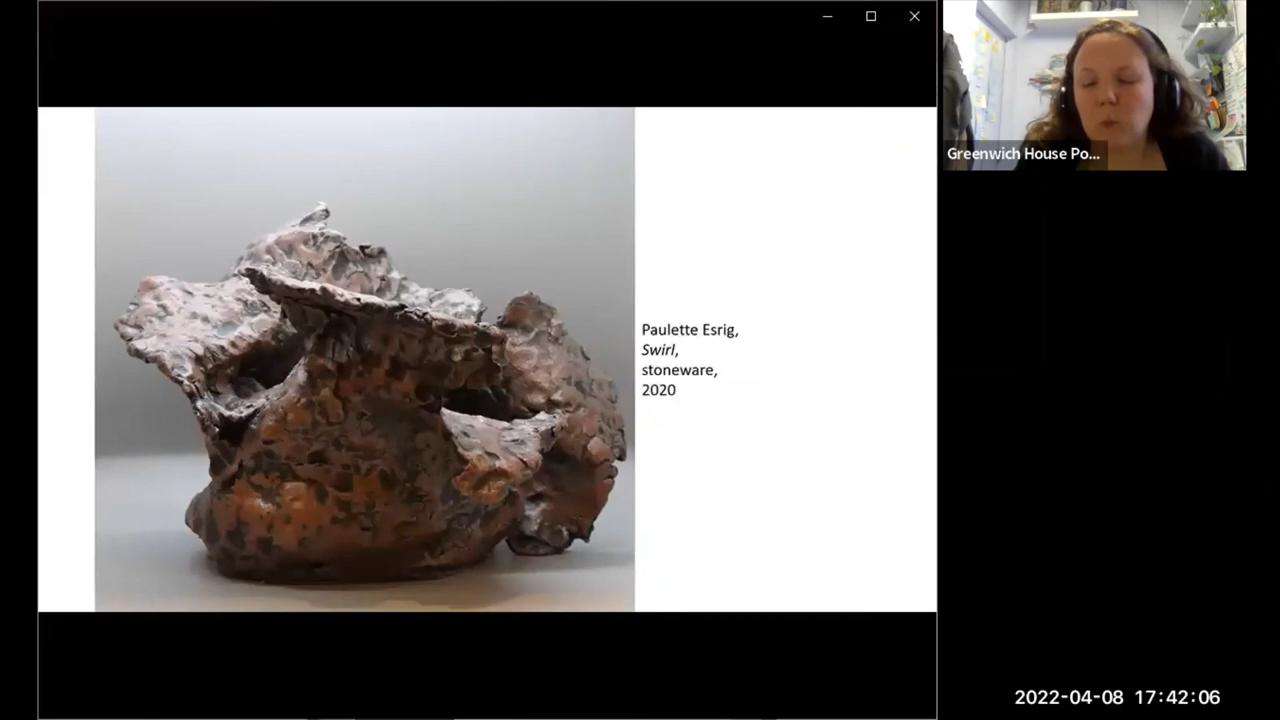 Greenwich House Po...
Paulette Esrig,
Swirl,
stoneware,
2020
2022-04-08 17:42:06